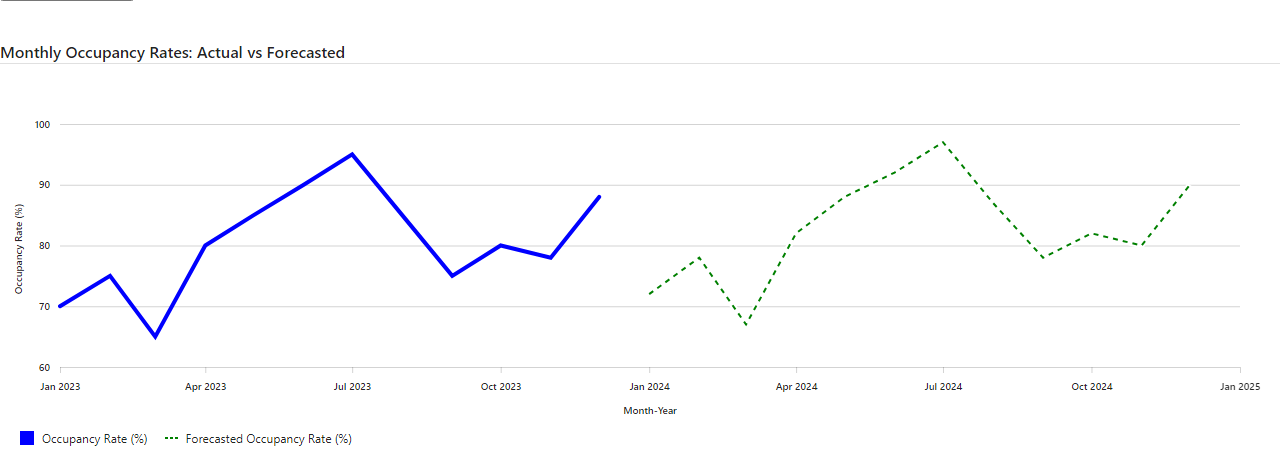 Monthly Occupancy Rates: Actual vs Forecasted
100
90
80
70
60
Occupancy Rate (%)
Jan 2023 Apr 2023 Jul 2023 Oct 2023 Jan 2024 Apr 2024 Jul 2024 Oct 2024 Jan 2025
Month-Year
Occupancy Rate (%) Forecasted Occupancy Rate (%)